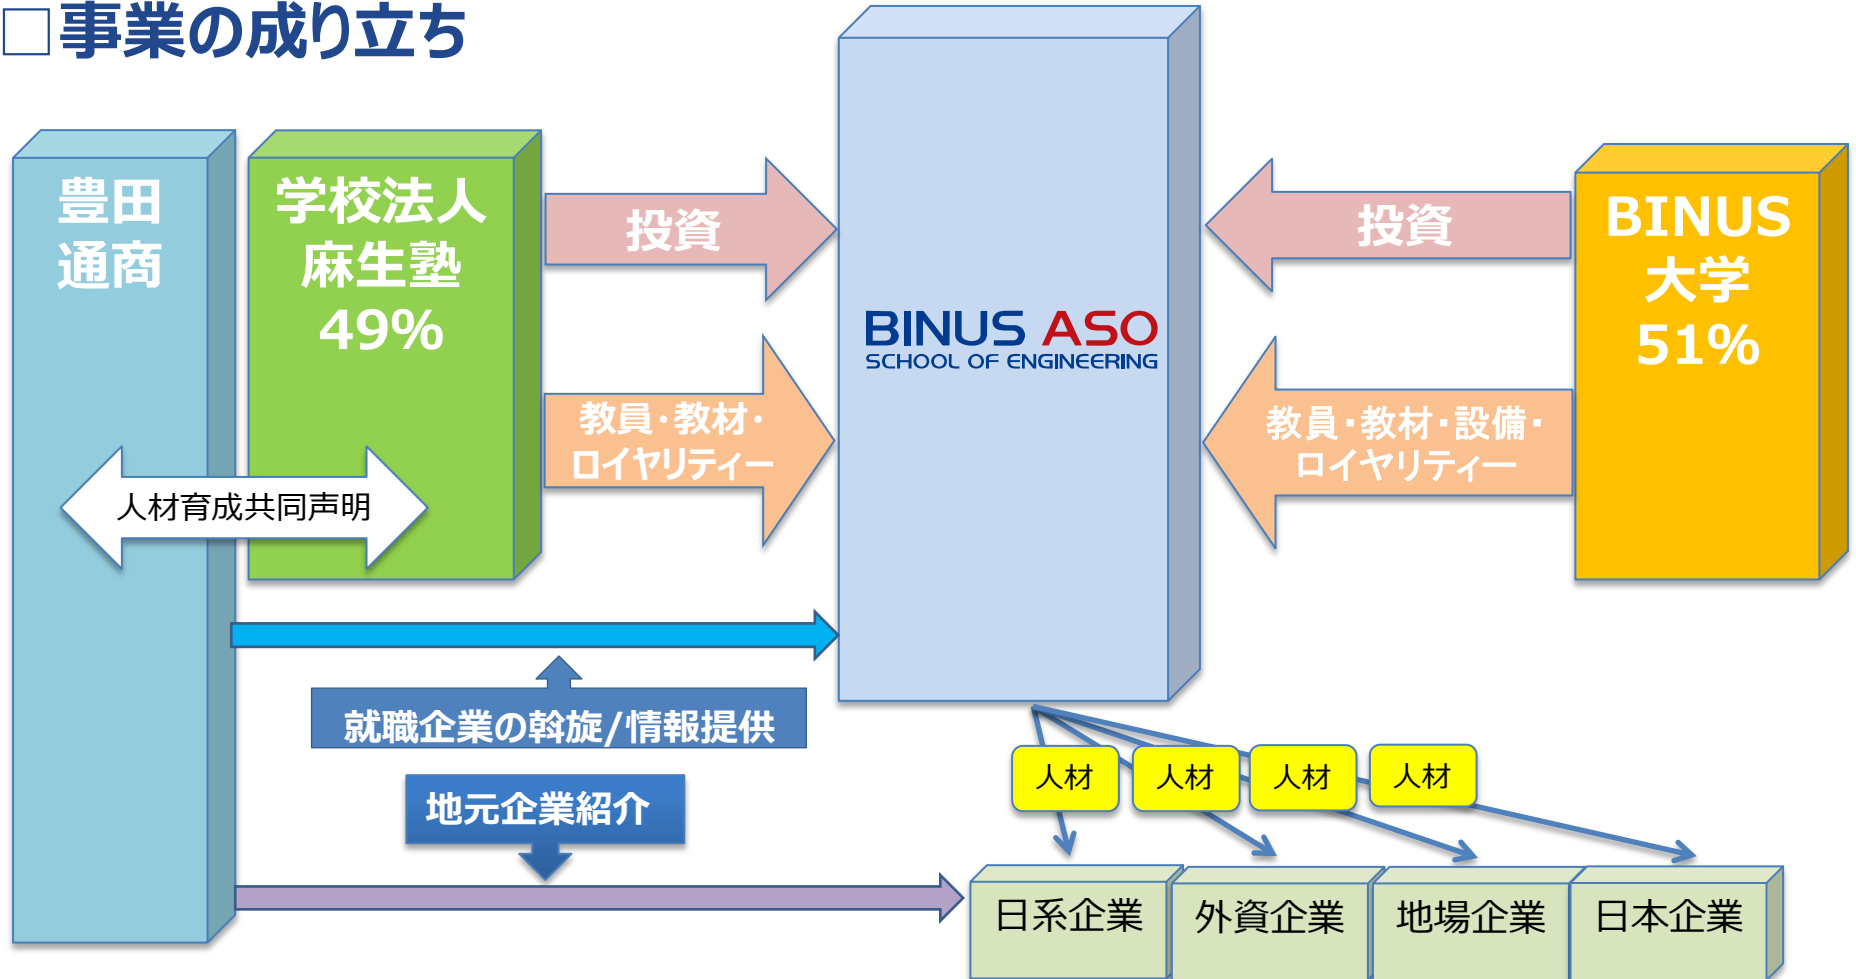 □事業の成り立ち
豊田
通商
学校法人
麻生塾
49%
投資
教員・教材・
ロイヤリティー
人材育成共同声明
BINUS ASO
SCHOOL OF ENGINEERING
投資
教員・教材・設備・
ロイヤリティー
BINUS
大学
51%
就職企業の斡旋/情報提供
地元企業紹介
人材
人材
人材
人材
日系企業
外資企業
地場企業
日本企業